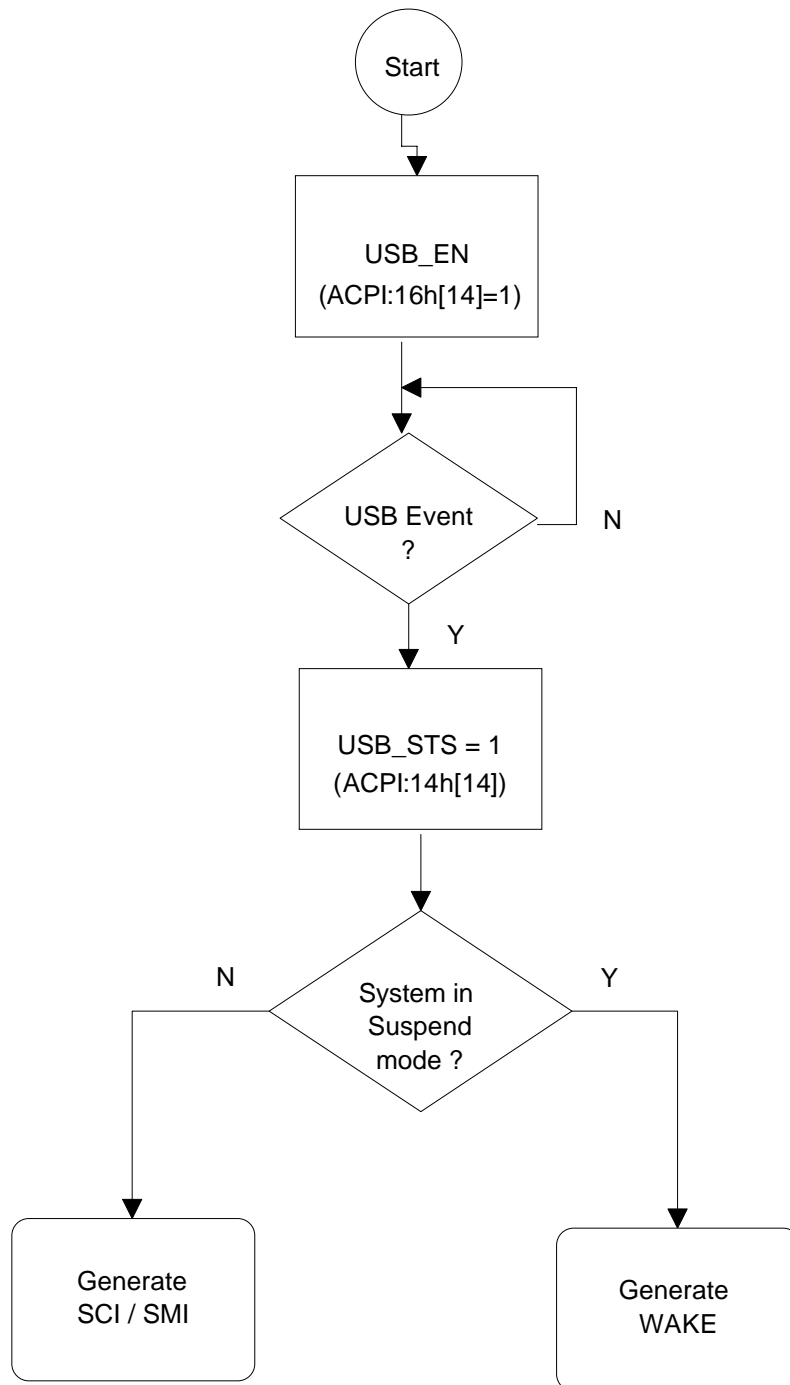 Start
USB_EN
(ACPI:16h[14]=1)
USB Event
?
N
Y
USB_STS = 1
(ACPI:14h[14])
N
Y
System in
Suspend
mode ?
Generate
SCI / SMI
Generate
WAKE